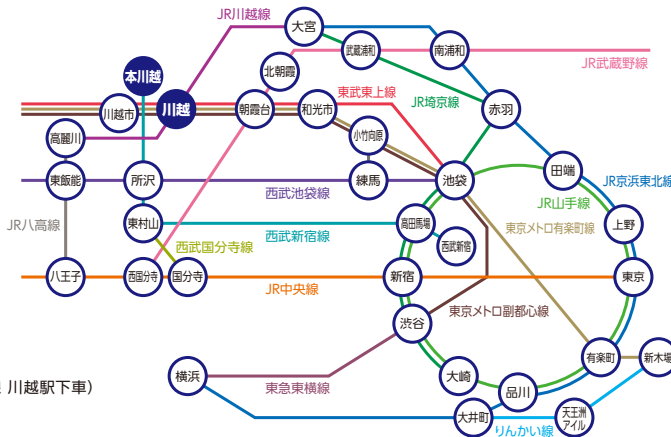 JR川越線
大宮
武蔵浦和
南浦和
JR武蔵野線
北朝霞
本川越
東武東上線
JR埼京線
川越市
川越
朝霞台
和光市
赤羽
高麗川
小竹向原
東飯能
所沢
西武池袋線
練馬
池袋
田端
JR京浜東北線
JR山手線
JR八高線
東村山
西武新宿線
高田馬場
東京メトロ有楽町線
上野
西武国分寺線
西武新宿
八王子
西国分寺
国分寺
JR中央線
新宿
東京
東京メトロ副都心線
渋谷
有楽町
新木場
横浜
東急東横線
大崎
品川
川越駅下車）
大井町
天王洲
アイル
りんかい線